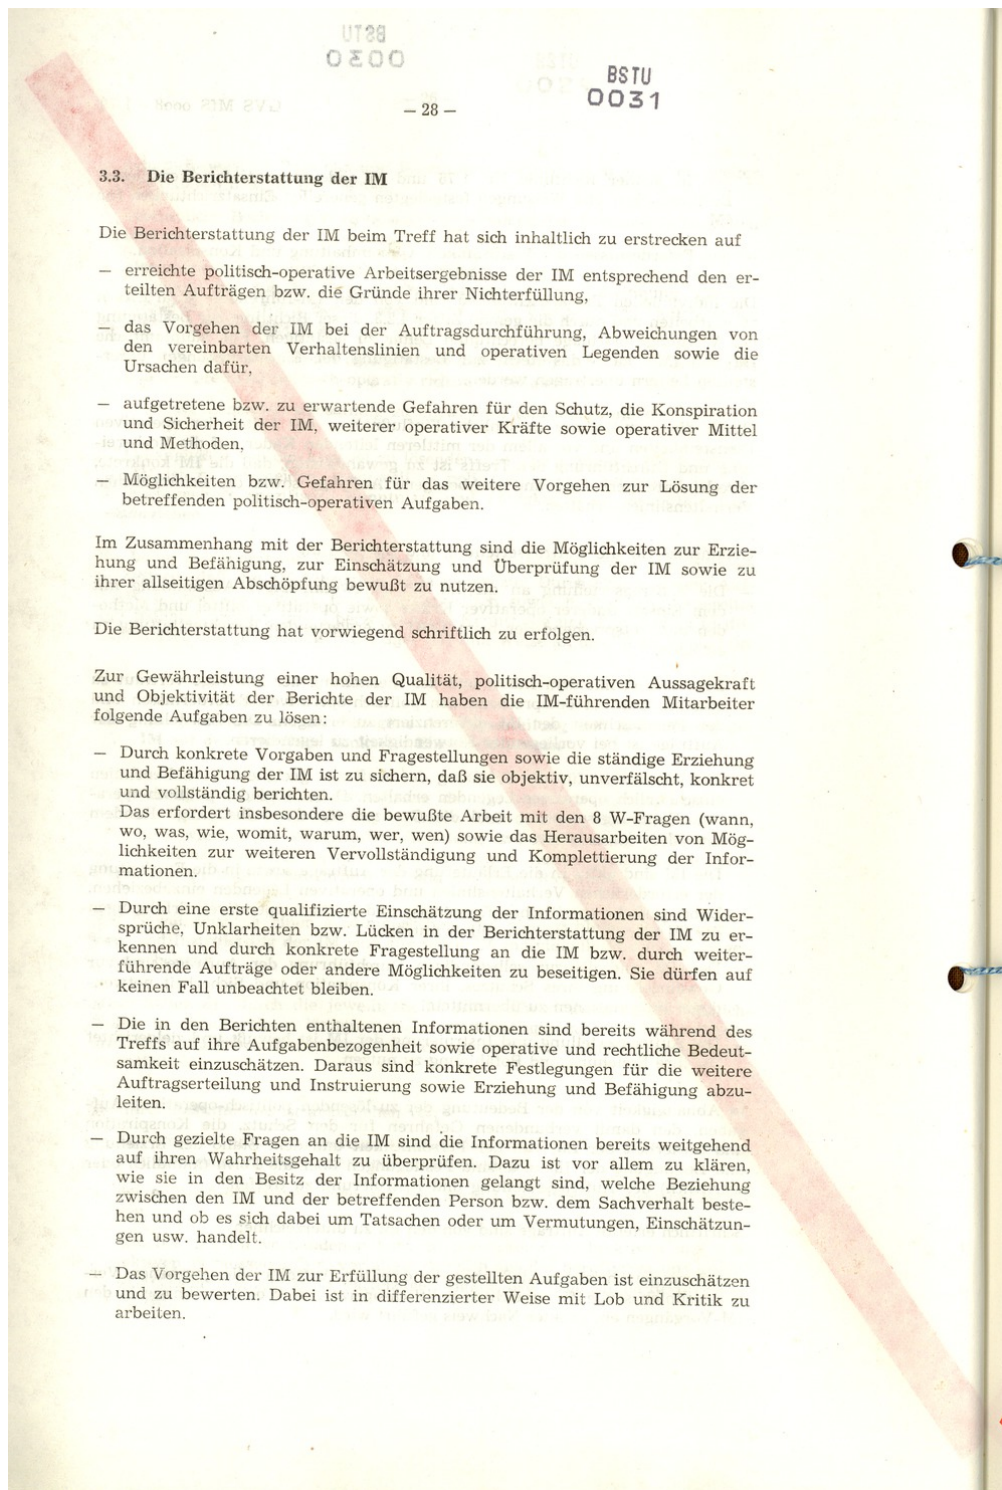 BSTU
0031
— 28 —
3.3. Die Berichterstattung der IM
Die Berichterstattung der IM beim Treff hat sich inhaltlich zu erstrecken auf
— erreichte politisch-operative Arbeitsergebnisse der IM entsprechend den er-
teilten Aufträgen bzw. die Gründe ihrer Nichterfüllung,
— das Vorgehen der IM bei der Auftragsdurchführung, Abweichungen von
den vereinbarten Verhaltenslinien und operativen Legenden sowie die
Ursachen dafür,
— aufgetretene bzw. zu erwartende Gefahren für den Schutz, die Konspiration
und Sicherheit der IM, weiterer operativer Kräfte sowie operativer Mittel
und Methoden,
— Möglichkeiten bzw. Gefahren für das weitere Vorgehen zur Lösung der
betreffenden politisch-operativen Aufgaben.
Im Zusammenhang mit der Berichterstattung sind die Möglichkeiten zur Erzie-
hung und Befähigung, zur Einschätzung und Überprüfung der IM sowie zu
ihrer allseitigen Abschöpfung bewußt zu nutzen.
Die Berichterstattung hat vorwiegend schriftlich zu erfolgen.
Zur Gewährleistung einer hohen Qualität, politisch-operativen Aussagekraft
und Objektivität der Berichte der IM haben die IM-führenden Mitarbeiter
folgende Aufgaben zu lösen:
— Durch konkrete Vorgaben und Fragestellungen sowie die ständige Erziehung
und Befähigung der IM ist zu sichern, daß sie objektiv, unverfälscht, konkret
und vollständig berichten.
Das erfordert insbesondere die bewußte Arbeit mit den 8 W-Fragen (wann,
wo, was, wie, womit, warum, wer, wen) sowie das Herausarbeiten von Mög-
lichkeiten zur weiteren Vervollständigung und Komplettierung der Infor-
mationen.
— Durch eine erste qualifizierte Einschätzung der Informationen sind Wider-
sprüche, Unklarheiten bzw. Lücken in der Berichterstattung der IM zu er-
kennen und durch konkrete Fragestellung an die IM bzw. durch weiter-
führende Aufträge oder andere Möglichkeiten zu beseitigen. Sie dürfen auf
keinen Fall unbeachtet bleiben.
— Die in den Berichten enthaltenen Informationen sind bereits während des
Treffs auf ihre Aufgabenbezogenheit sowie operative und rechtliche Bedeut-
samkeit einzuschätzen. Daraus sind konkrete Festlegungen für die weitere
Auftragserteilung und Instruierung sowie Erziehung und Befähigung abzu-
leiten.
— Durch gezielte Fragen an die IM sind die Informationen bereits weitgehend
auf ihren Wahrheitsgehalt zu überprüfen. Dazu ist vor allem zu klären,
wie sie in den Besitz der Informationen gelangt sind, welche Beziehung
zwischen den IM und der betreffenden Person bzw. dem Sachverhalt beste-
hen und ob es sich dabei um Tatsachen oder um Vermutungen, Einschätzun-
gen usw. handelt.
— Das Vorgehen der IM zur Erfüllung der gestellten Aufgaben ist einzuschätzen
und zu bewerten. Dabei ist in differenzierter Weise mit Lob und Kritik zu
arbeiten.